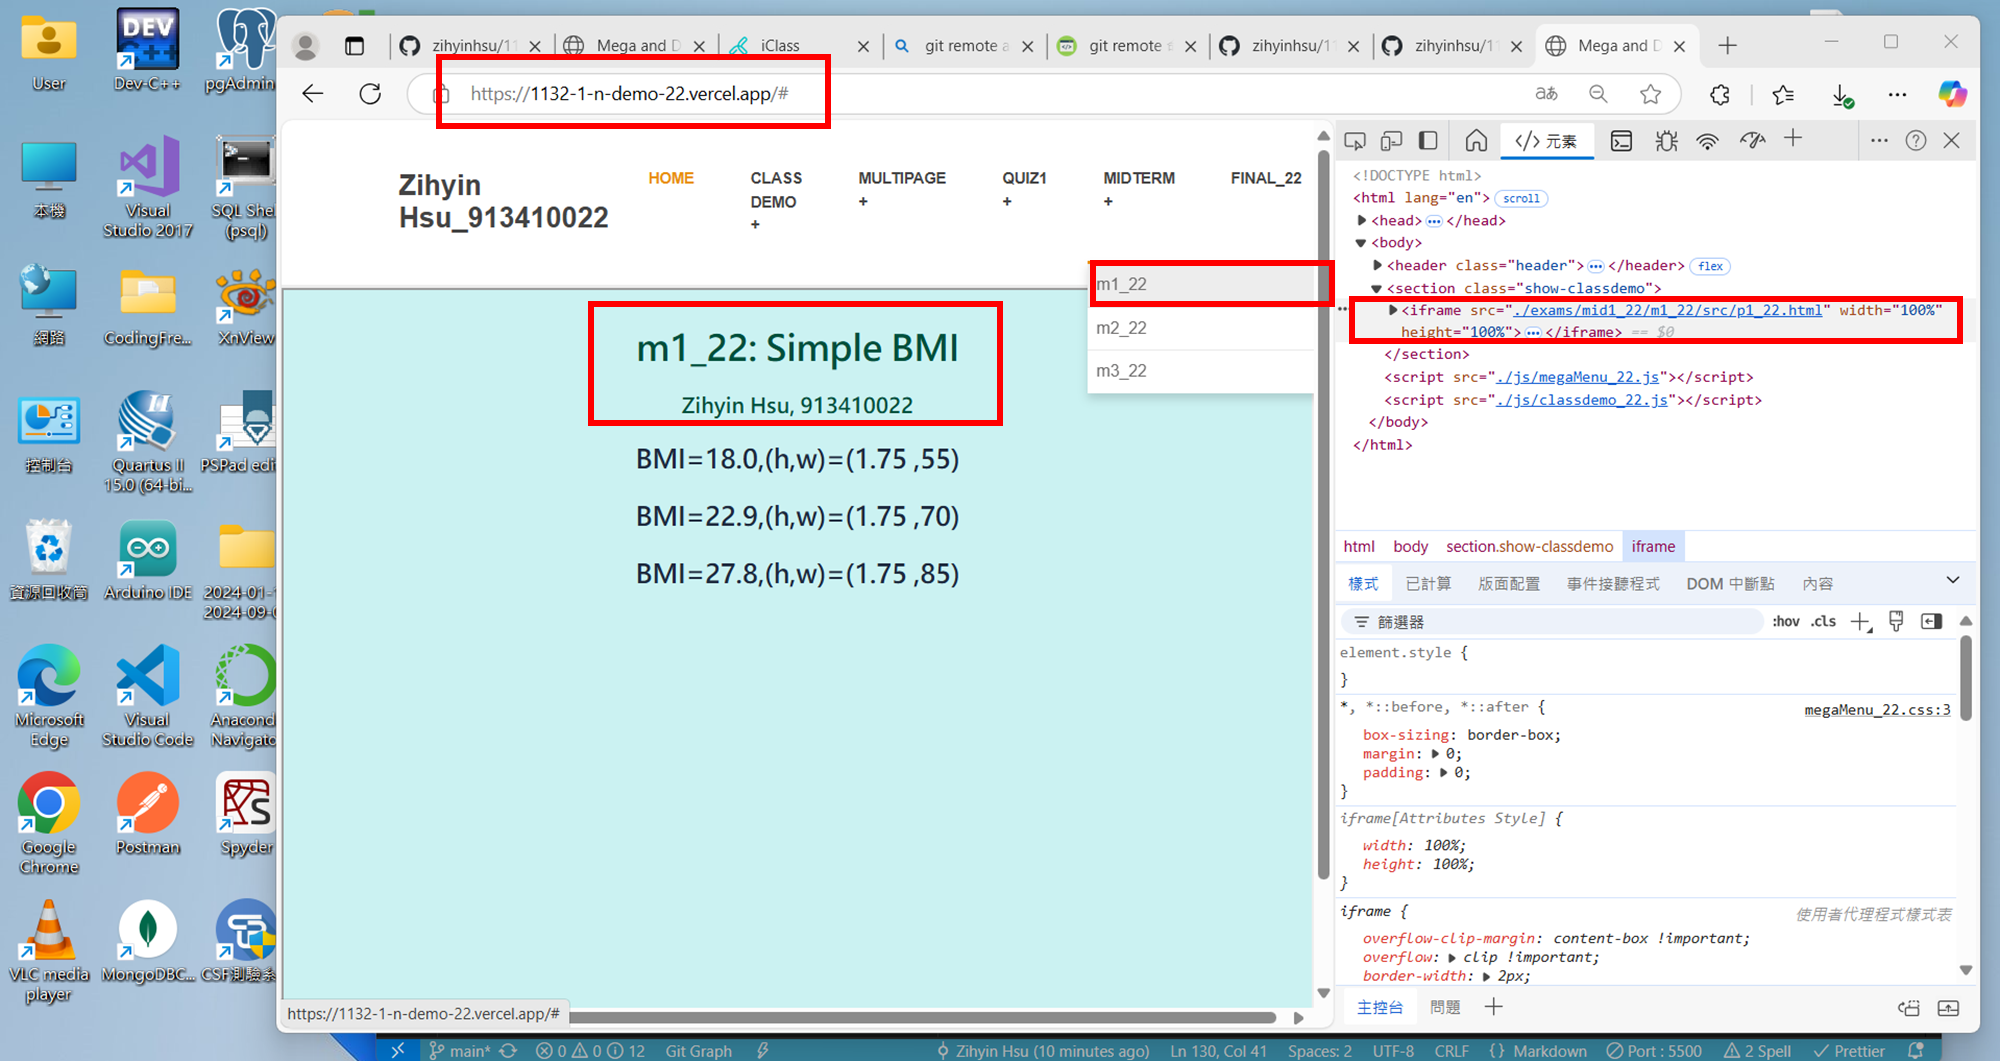 User
Dev-C++
pgAdmin
本機
Visual
Studio 2017
SQL She
(psql)
網路
CodingFre...
XnView
控制台
Quartus II
15.0 (64-bi...
PSPad edi
資源回收筒
Arduino IDE
2024-01-
2024-09-
Microsoft
Edge
Visual
Studio Code
Anacond
Navigato
Google
Chrome
Postman
Spyder
VLC media
player
MongoDBC...
CSF測驗系
zihyinhsu/11
Mega and D
iClass
git remote a
git remote
zihyinhsu/11
zihyinhsu/11
Mega and D
https://1132-1-n-demo-22.vercel.app/#
aあ
Zihyin
Hsu_913410022
HOME
CLASS
DEMO
+
MULTIPAGE
+
QUIZ1
+
MIDTERM
+
FINAL_22
m1_22
m2_22
m3_22
m1_22: Simple BMI
Zihyin Hsu, 913410022
BMI=18.0,(h,w)=(1.75 ,55)
BMI=22.9,(h,w)=(1.75 ,70)
BMI=27.8,(h,w)=(1.75 ,85)
https://1132-1-n-demo-22.vercel.app/#
</> 元素
<!DOCTYPE html>
<html lang="en"> scroll
<head> ••• </head>
<body>
<header class="header"> ••• </header> flex
<section class="show-classdemo">
<iframe src="./exams/mid1_22/m1_22/src/p1_22.html" width="100%"
height="100%"> ••• </iframe> == $0
</section>
<script src="./js/megaMenu_22.js"></script>
<script src="./js/classdemo_22.js"></script>
</body>
</html>
html body section.show-classdemo iframe
樣式 已計算 版面配置 事件接聽程式 DOM 中斷點 內容
篩選器 :hov .cls
element.style {
}
*, *::before, *::after { megaMenu_22.css:3
box-sizing: border-box;
margin: 0;
padding: 0;
}
iframe[Attributes Style] {
width: 100%;
height: 100%;
}
iframe { 使用者代理程式樣式表
overflow-clip-margin: content-box !important;
overflow: clip !important;
border-width: 2px;
主控台 問題
main* 0 0 12 Git Graph Zihyin Hsu (10 minutes ago) Ln 130, Col 41 Spaces: 2 UTF-8 CRLF {} Markdown Port : 5500 2 Spell Prettier